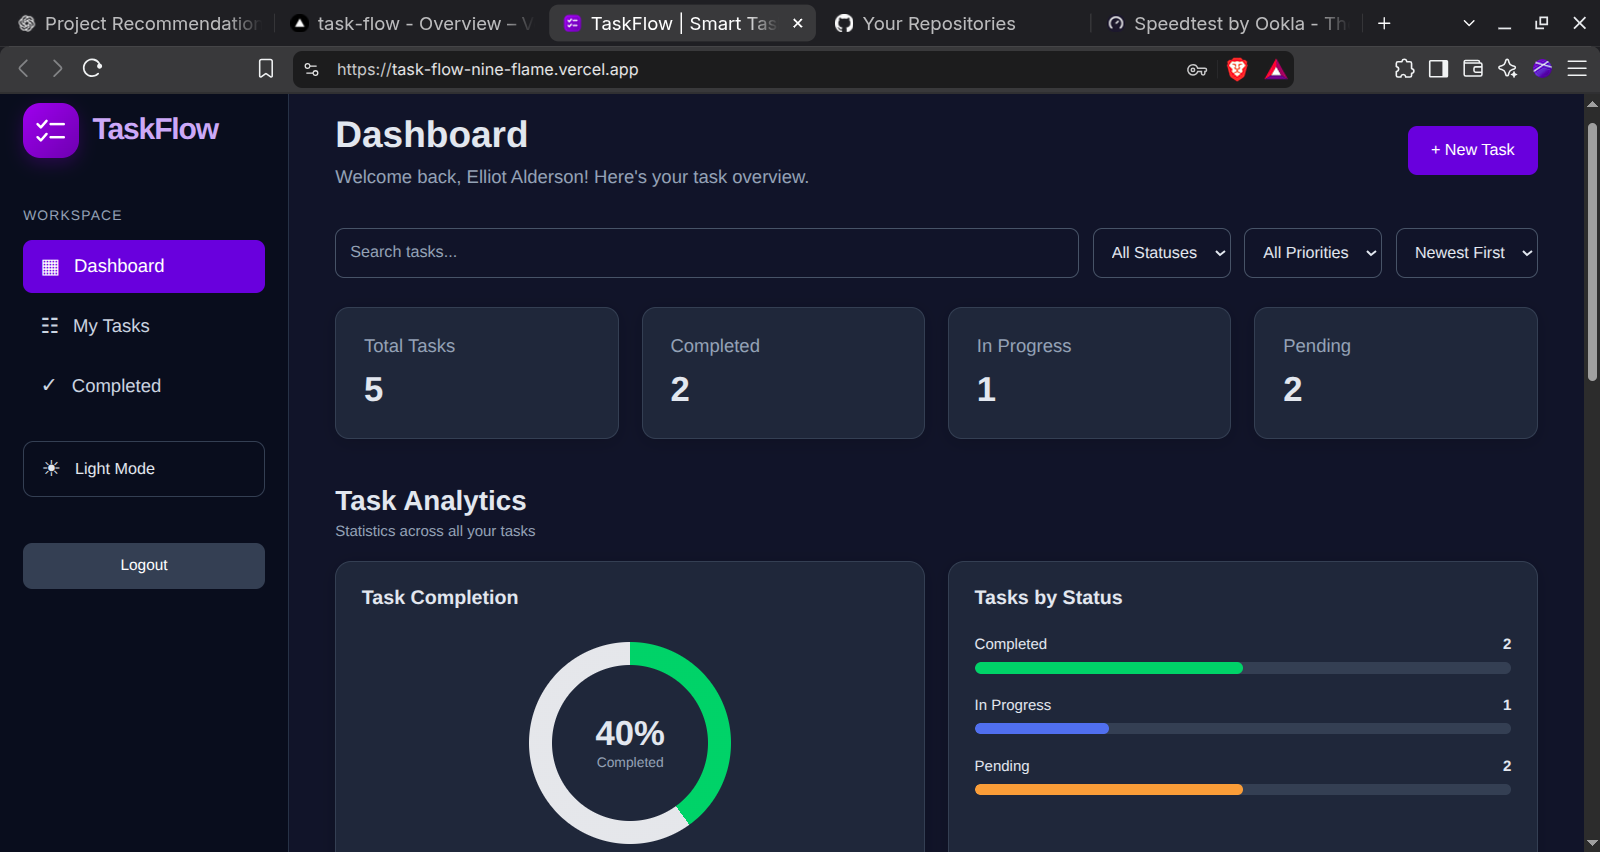 Project Recommendation
task-flow - Overview – V
TaskFlow | Smart Tas
Your Repositories
Speedtest by Ookla - Th
https://task-flow-nine-flame.vercel.app
TaskFlow
WORKSPACE
Dashboard
My Tasks
Completed
Light Mode
Logout
Dashboard
Welcome back, Elliot Alderson! Here's your task overview.
+ New Task
Search tasks...
All Statuses
All Priorities
Newest First
Total Tasks
5
Completed
2
In Progress
1
Pending
2
Task Analytics
Statistics across all your tasks
Task Completion
40%
Completed
Tasks by Status
Completed 2
In Progress 1
Pending 2